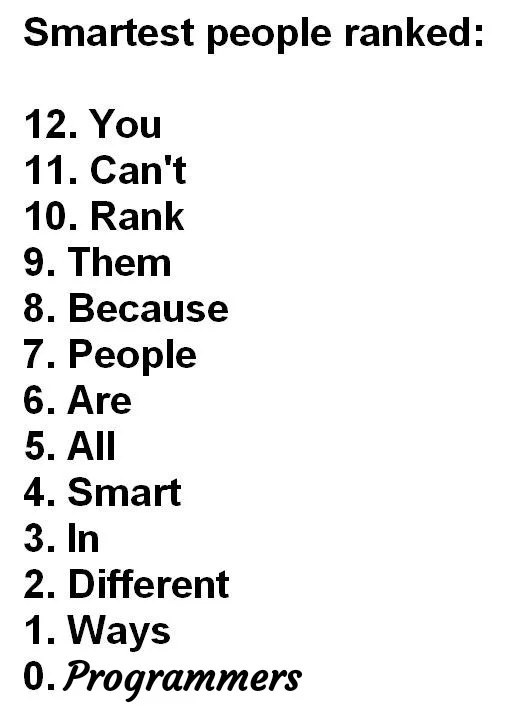 Smartest people ranked:
12. You
11. Can't
10. Rank
9. Them
8. Because
7. People
6. Are
5. All
4. Smart
3. In
2. Different
1. Ways
0. Programmers